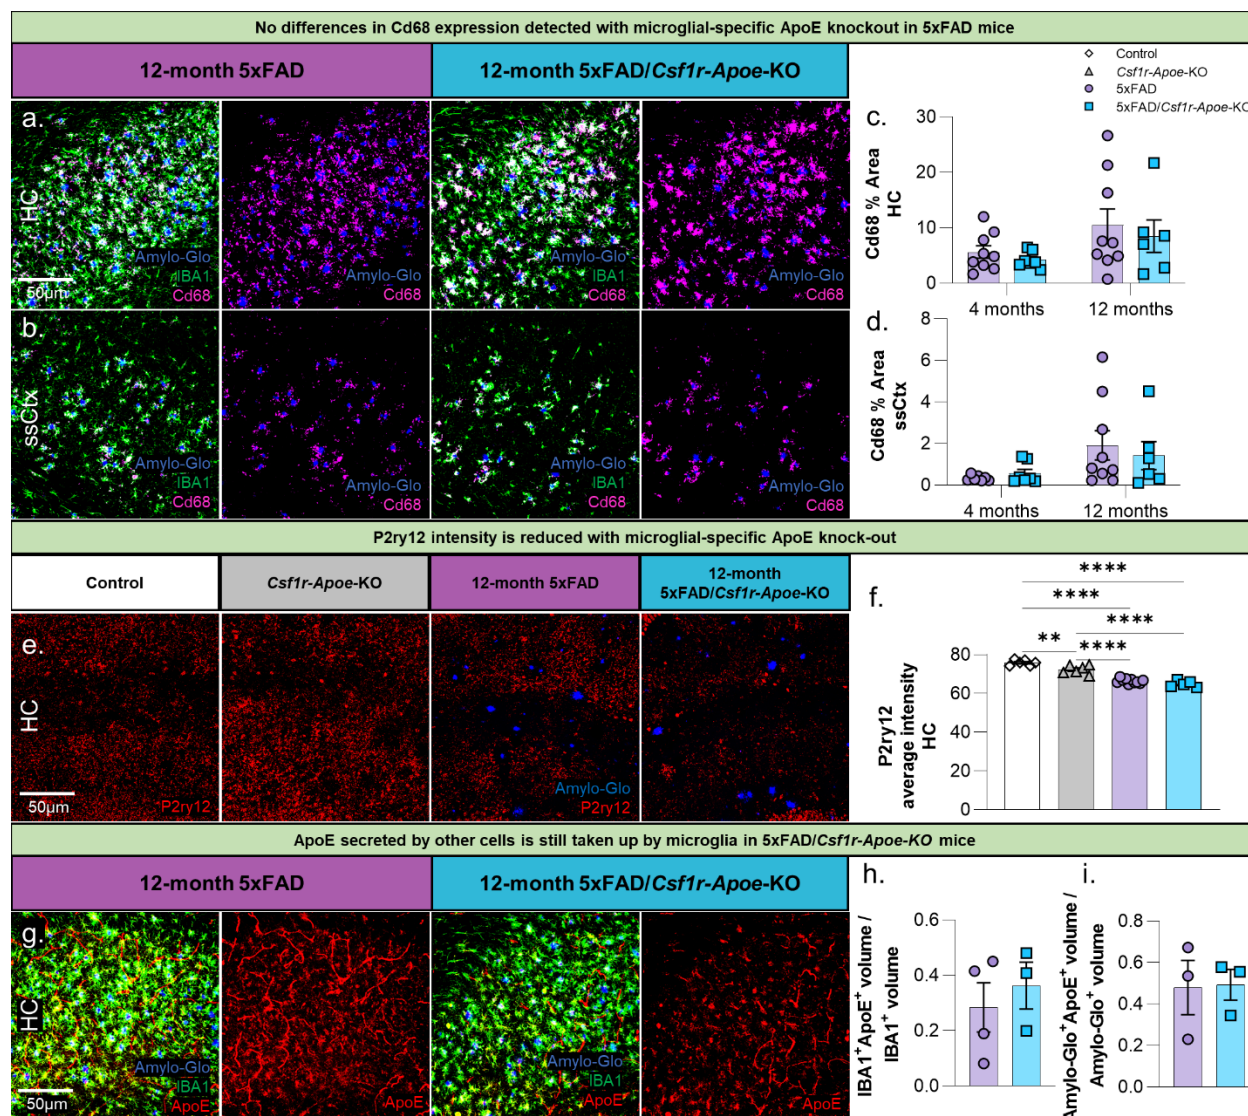 No differences in Cd68 expression detected with microglial-specific ApoE knockout in 5xFAD mice
12-month 5xFAD
12-month 5xFAD/Csf1r-Apoe-KO
Control
Csf1r-Apoe-KO
5xFAD
5xFAD/Csf1r-Apoe-KO
a.
HC
50µm
Amylo-Glo
IBA1
Cd68
Amylo-Glo
Cd68
Amylo-Glo
IBA1
Cd68
Amylo-Glo
Cd68
c.
Cd68 % Area
HC
30
20
10
0
4 months
12 months
b.
ssCtx
Amylo-Glo
IBA1
Cd68
Amylo-Glo
Cd68
Amylo-Glo
IBA1
Cd68
Amylo-Glo
Cd68
d.
Cd68 % Area
ssCtx
8
6
4
2
0
4 months
12 months
P2ry12 intensity is reduced with microglial-specific ApoE knock-out
Control
Csf1r-Apoe-KO
12-month 5xFAD
12-month
5xFAD/Csf1r-Apoe-KO
e.
HC
50µm
P2ry12
Amylo-Glo
P2ry12
f.
****
****
****
** ****
P2ry12
average intensity
HC
80
60
40
20
0
ApoE secreted by other cells is still taken up by microglia in 5xFAD/Csf1r-Apoe-KO mice
12-month 5xFAD
12-month 5xFAD/Csf1r-Apoe-KO
g.
HC
50µm
Amylo-Glo
IBA1
ApoE
ApoE
Amylo-Glo
IBA1
ApoE
ApoE
h.
IBA1+ApoE+ volume /
IBA1+ volume
0.6
0.4
0.2
0.0
i.
Amylo-Glo+ApoE+ volume /
Amylo-Glo+ volume
0.8
0.6
0.4
0.2
0.0